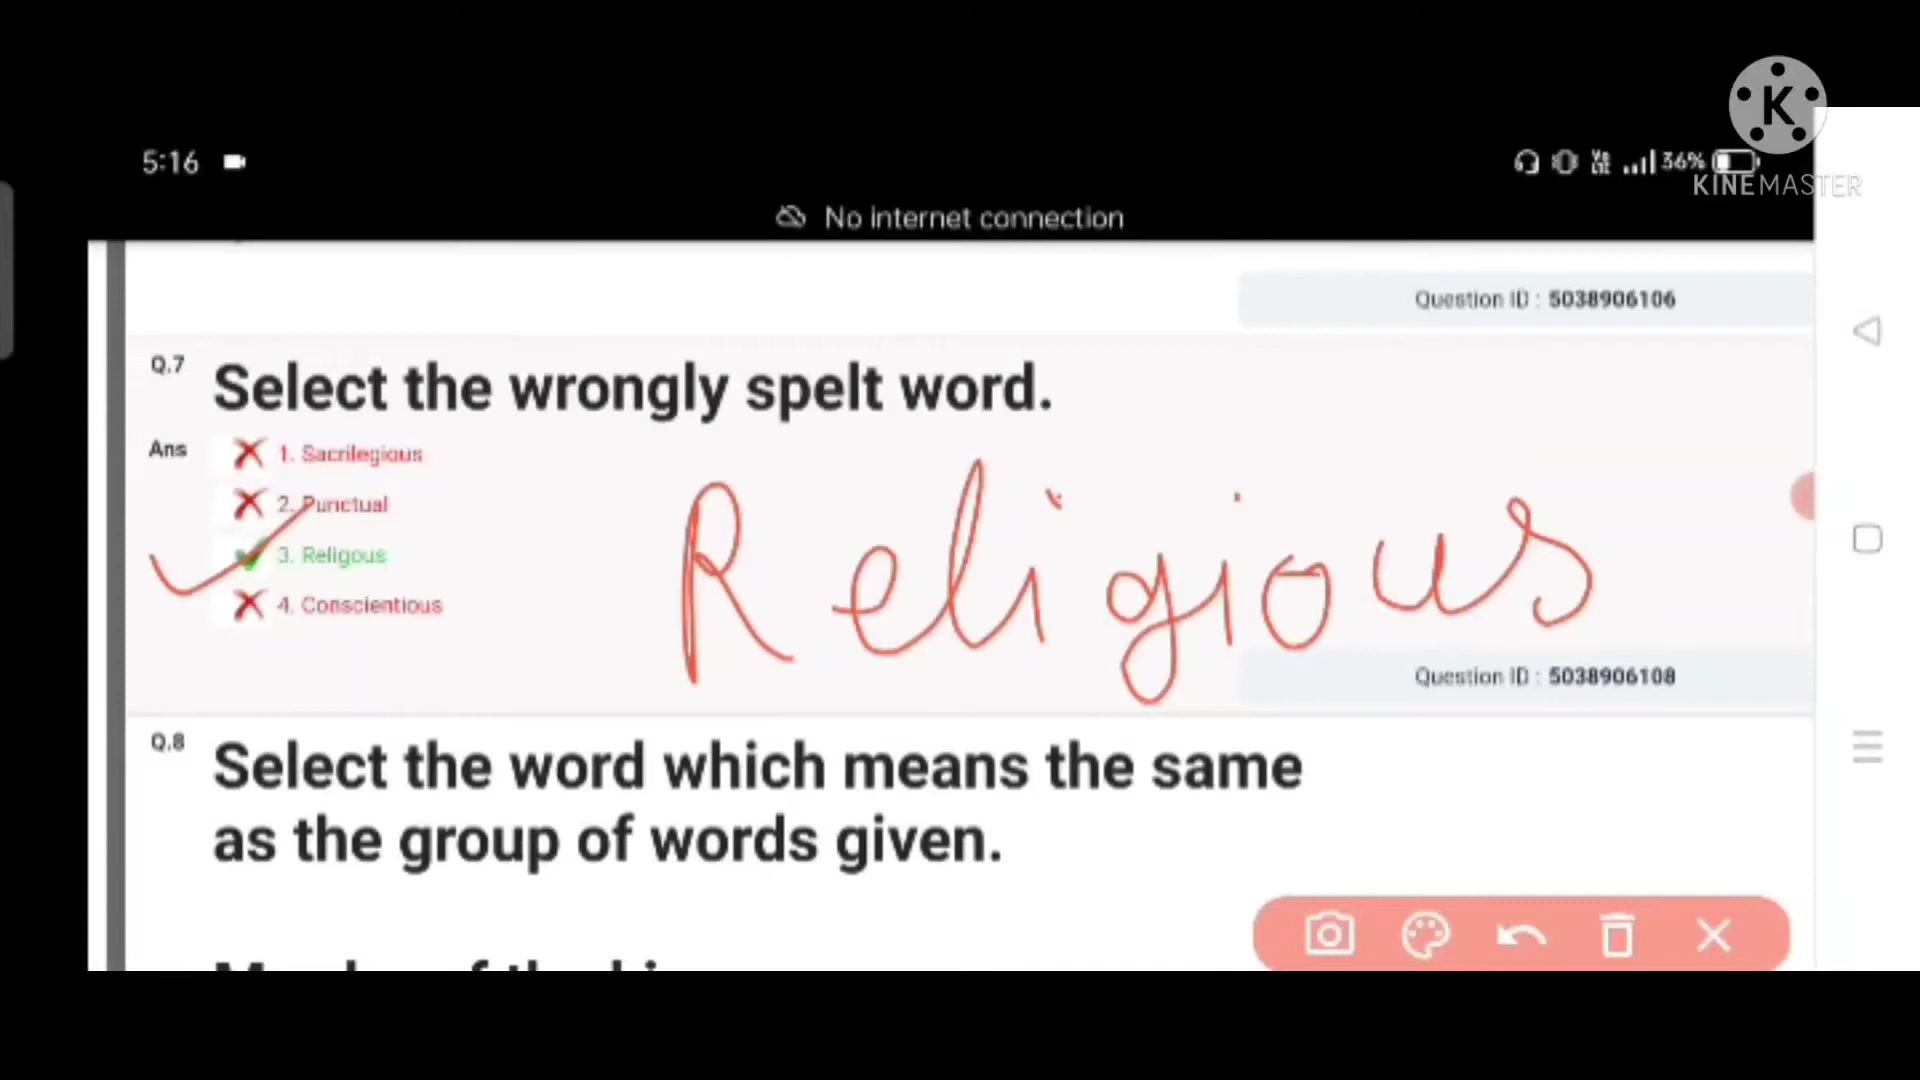 K
KINEMASTER
5:16
36%
No internet connection
Question ID : 5038906106
Q.7 Select the wrongly spelt word.
Ans
1. Sacrilegious
2. Punctual
3. Religous
4. Conscientious
Religious
Question ID : 5038906108
Q.8 Select the word which means the same
as the group of words given.